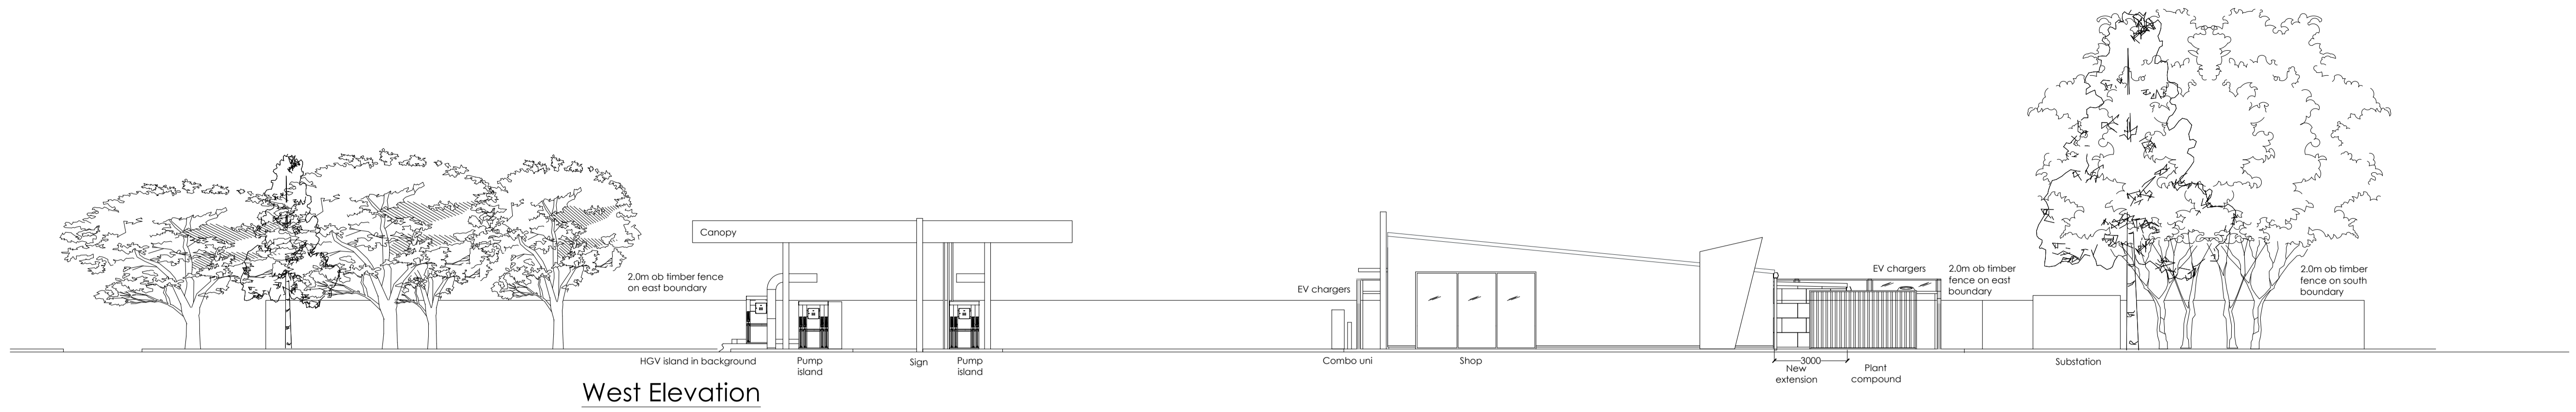 Canopy
2.0m ob timber fence
on east boundary
HGV island in background
Pump
island
Sign
Pump
island
EV chargers
Combo uni
Shop
3000
New
extension
Plant
compound
EV chargers
2.0m ob timber
fence on east
boundary
Substation
2.0m ob timber
fence on south
boundary
West Elevation